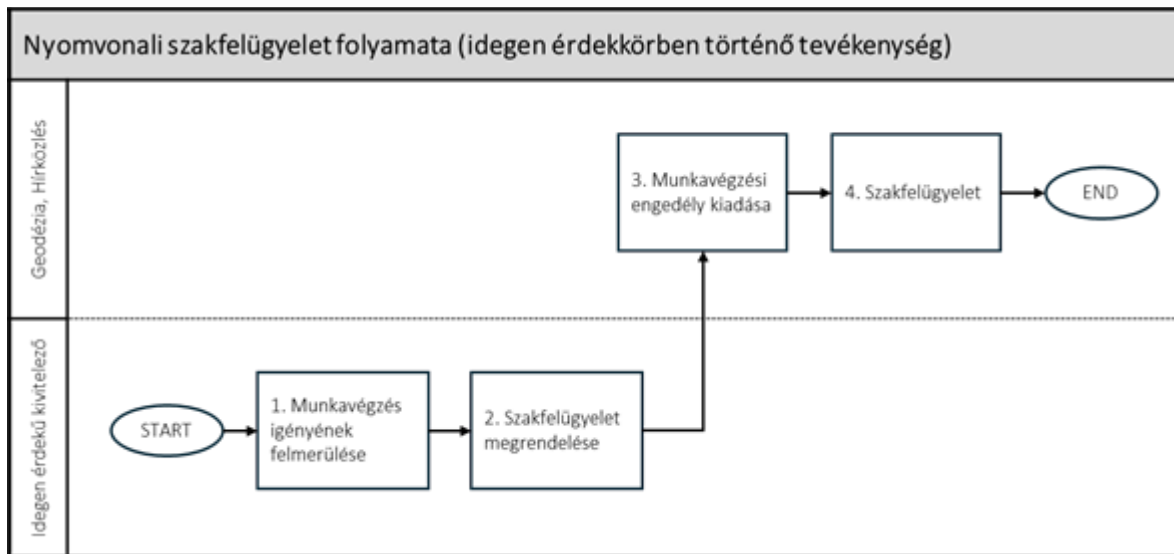 Nyomvonali szakfelügyelet folyamata (idegen érdekkörben történő tevékenység)
Geodézia, Hírközlés
3. Munkavégzési
engedély kiadása
4. Szakfelügyelet
END
Idegen érdekű kivitelező
START
1. Munkavégzés
igényének
felmerülése
2. Szakfelügyelet
megrendelése